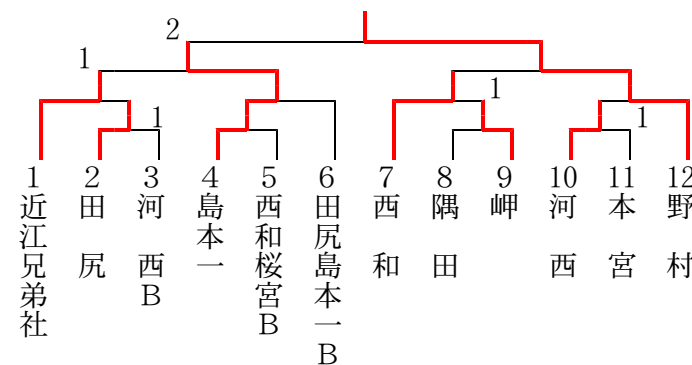 2
1
1
1
1
1 2 3 4 5 6 7 8 9 10 11 12
近江兄弟社
田 尻
河 西B
島本一
西和桜宮B
田尻島本一B
西 和
隅 田
岬
河 西
本 宮
野 村